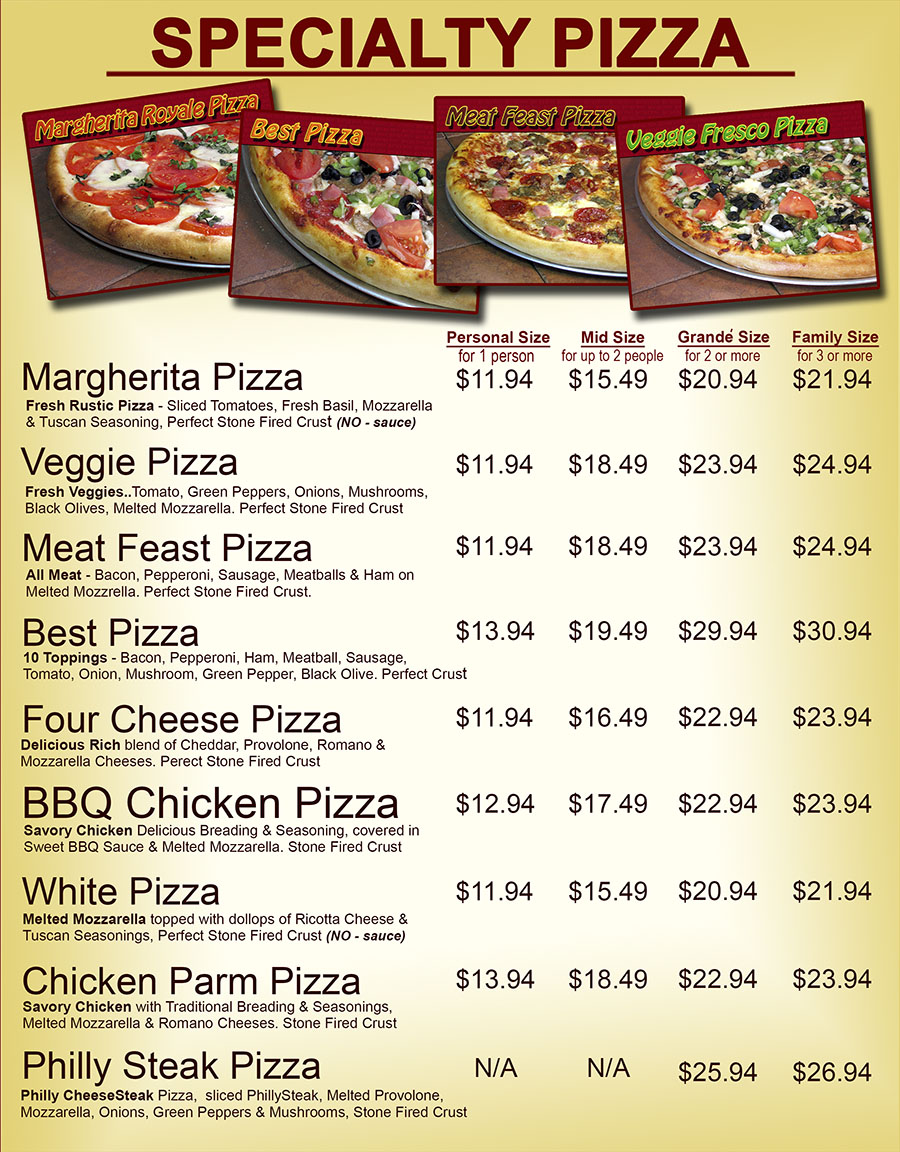 SPECIALTY PIZZA
Margherita Royale Pizza
Best Pizza
Meat Feast Pizza
Veggie Fresco Pizza
Personal Size Mid Size Grandé Size Family Size
for 1 person for up to 2 people for 2 or more for 3 or more
Margherita Pizza $11.94 $15.49 $20.94 $21.94
Fresh Rustic Pizza - Sliced Tomatoes, Fresh Basil, Mozzarella
& Tuscan Seasoning, Perfect Stone Fired Crust (NO - sauce)
Veggie Pizza $11.94 $18.49 $23.94 $24.94
Fresh Veggies..Tomato, Green Peppers, Onions, Mushrooms,
Black Olives, Melted Mozzarella. Perfect Stone Fired Crust
Meat Feast Pizza $11.94 $18.49 $23.94 $24.94
All Meat - Bacon, Pepperoni, Sausage, Meatballs & Ham on
Melted Mozzrella. Perfect Stone Fired Crust.
Best Pizza $13.94 $19.49 $29.94 $30.94
10 Toppings - Bacon, Pepperoni, Ham, Meatball, Sausage,
Tomato, Onion, Mushroom, Green Pepper, Black Olive. Perfect Crust
Four Cheese Pizza $11.94 $16.49 $22.94 $23.94
Delicious Rich blend of Cheddar, Provolone, Romano &
Mozzarella Cheeses. Perect Stone Fired Crust
BBQ Chicken Pizza $12.94 $17.49 $22.94 $23.94
Savory Chicken Delicious Breading & Seasoning, covered in
Sweet BBQ Sauce & Melted Mozzarella. Stone Fired Crust
White Pizza $11.94 $15.49 $20.94 $21.94
Melted Mozzarella topped with dollops of Ricotta Cheese &
Tuscan Seasonings, Perfect Stone Fired Crust (NO - sauce)
Chicken Parm Pizza $13.94 $18.49 $22.94 $23.94
Savory Chicken with Traditional Breading & Seasonings,
Melted Mozzarella & Romano Cheeses. Stone Fired Crust
Philly Steak Pizza N/A N/A $25.94 $26.94
Philly CheeseSteak Pizza, sliced PhillySteak, Melted Provolone,
Mozzarella, Onions, Green Peppers & Mushrooms, Stone Fired Crust